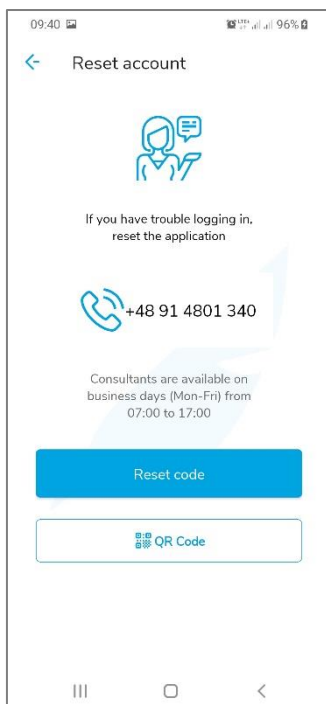 09:40 96%
Reset account
If you have trouble logging in,
reset the application
+48 91 4801 340
Consultants are available on
business days (Mon-Fri) from
07:00 to 17:00
Reset code
QR Code